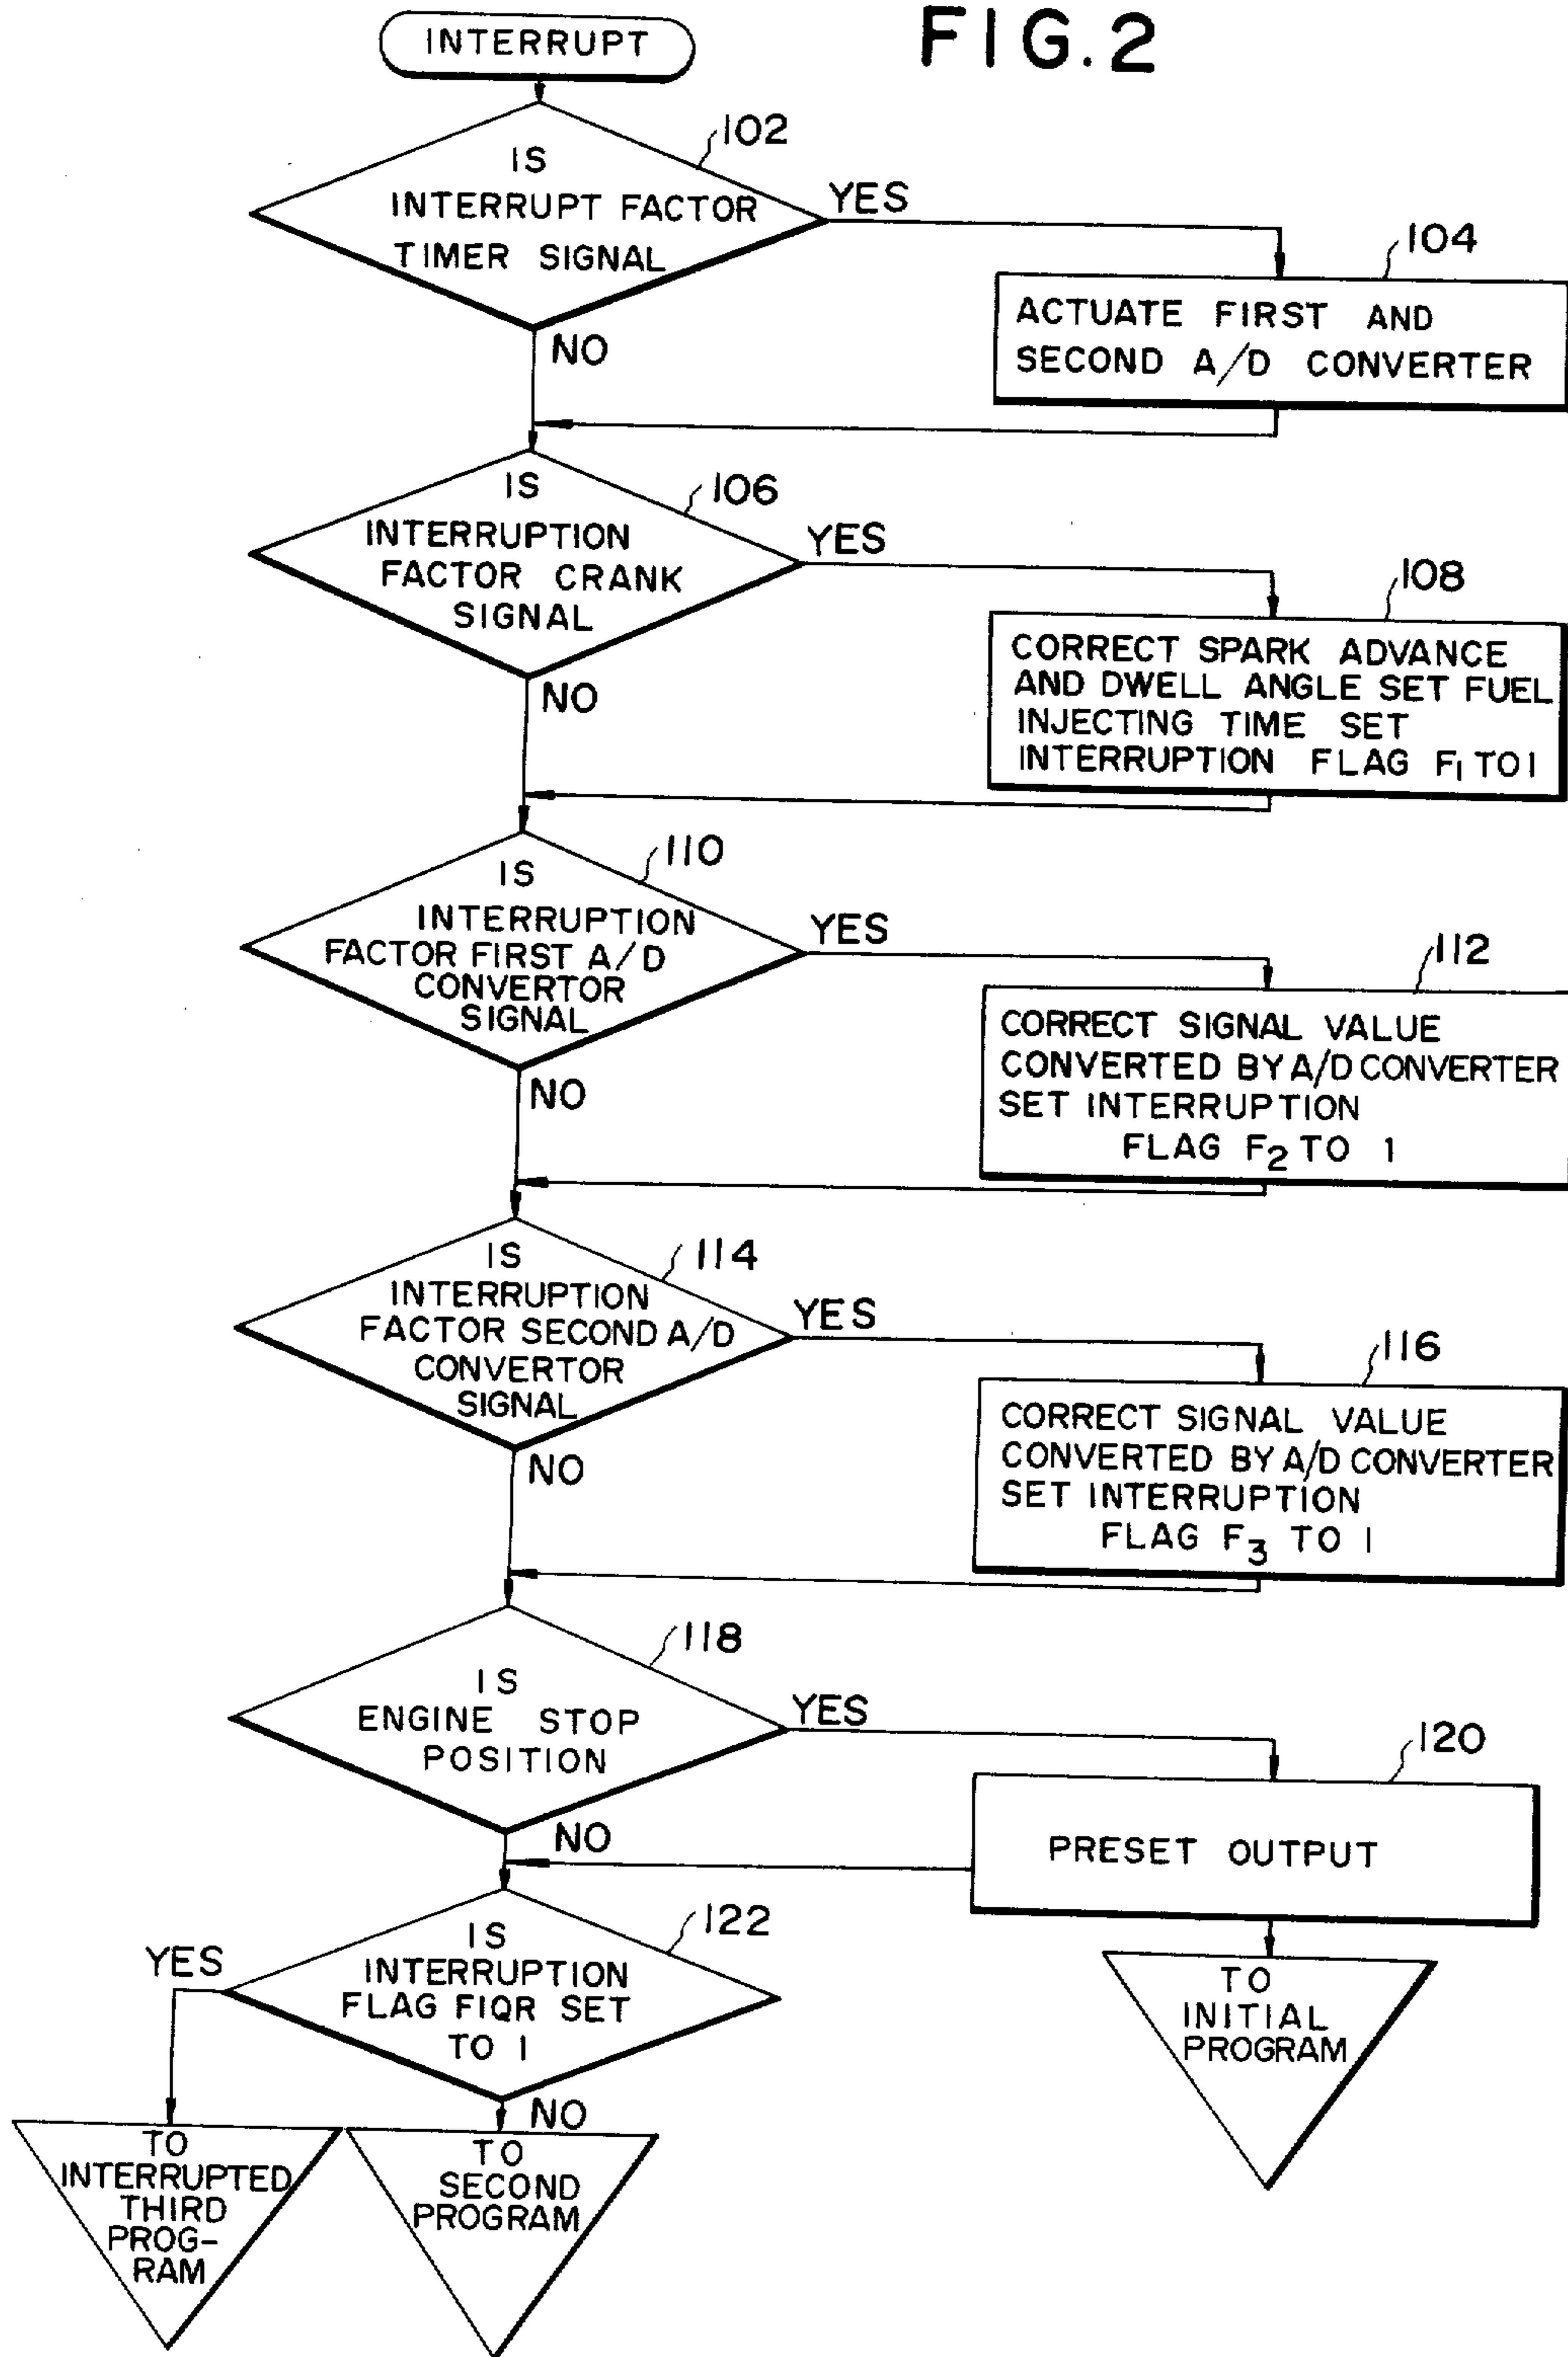 FIG.2
INTERRUPT
102
IS
INTERRUPT FACTOR
TIMER SIGNAL
YES
NO
104
ACTUATE FIRST AND
SECOND A/D CONVERTER
106
IS
INTERRUPTION
FACTOR CRANK
SIGNAL
YES
NO
108
CORRECT SPARK ADVANCE
AND DWELL ANGLE SET FUEL
INJECTING TIME SET
INTERRUPTION FLAG F1 TO 1
110
IS
INTERRUPTION
FACTOR FIRST A/D
CONVERTOR
SIGNAL
YES
NO
112
CORRECT SIGNAL VALUE
CONVERTED BY A/D CONVERTER
SET INTERRUPTION
FLAG F2 TO 1
114
IS
INTERRUPTION
FACTOR SECOND A/D
CONVERTOR
SIGNAL
YES
NO
116
CORRECT SIGNAL VALUE
CONVERTED BY A/D CONVERTER
SET INTERRUPTION
FLAG F3 TO 1
118
IS
ENGINE STOP
POSITION
YES
NO
120
PRESET OUTPUT
TO
INITIAL
PROGRAM
122
IS
INTERRUPTION
FLAG FIQR SET
TO 1
YES
NO
TO
INTERRUPTED
THIRD
PROG-
RAM
TO
SECOND
PROGRAM